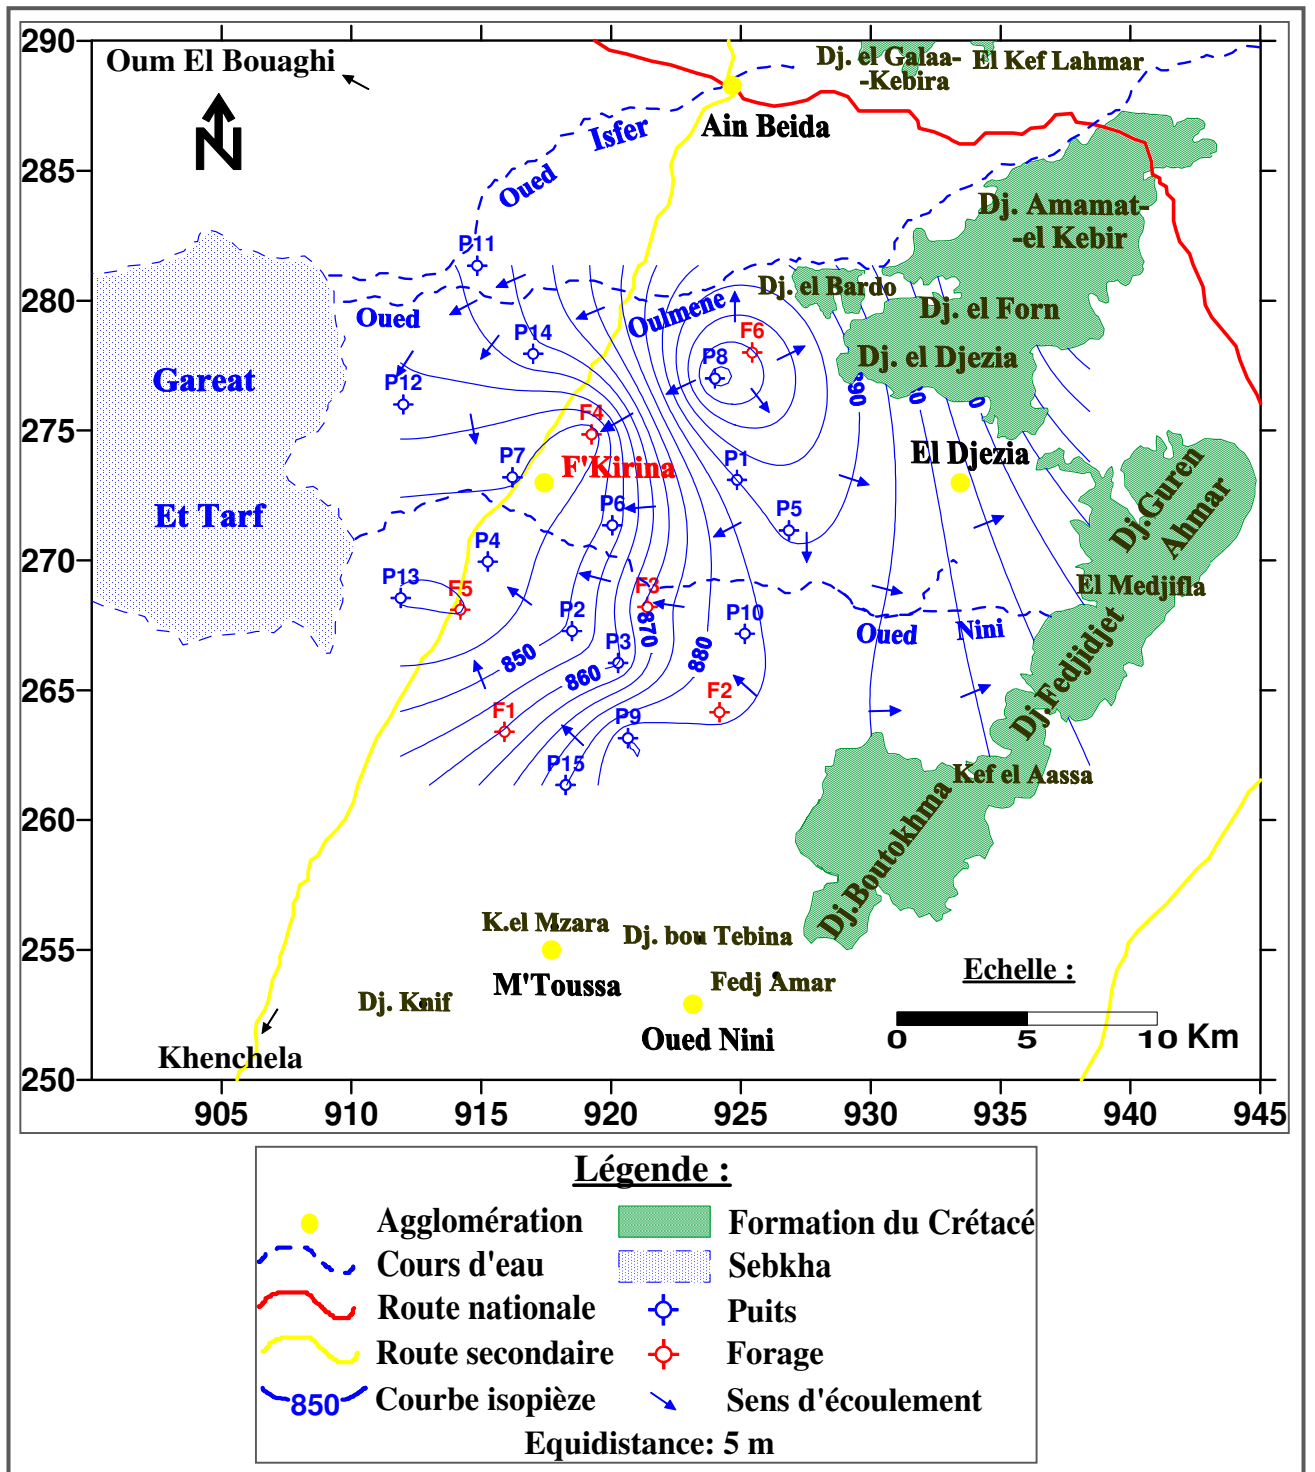 290
285
280
275
270
265
260
255
250
Oum El Bouaghi
N
Dj. el Galaa-
-Kebira
El Kef Lahmar
Ain Beida
Oued
Isfer
Dj. Amamat-
-el Kebir
P11
Dj. el Bardo
Oued
Oulmene
Dj. el Forn
P14
F6
P8
Dj. el Djezia
Gareat
P12
F4
P7
F'Kirina
P1
El Djezia
Dj.Guren
Ahmar
Et Tarf
P6
P5
P4
P13
F5
F3
El Medjifla
P2
P10
870
Oued
Nini
850
P3
880
860
Dj.Fedjidjet
F1
F2
P9
P15
Kef el Aassa
Dj.Boutokhma
K.el Mzara
Dj. bou Tebina
M'Toussa
Fedj Amar
Dj. Knif
Oued Nini
Echelle :
0 5 10 Km
Khenchela
905 910 915 920 925 930 935 940 945
Légende :
Agglomération
Formation du Crétacé
Cours d'eau
Sebkha
Route nationale
Puits
Route secondaire
Forage
850
Courbe isopièze
Sens d'écoulement
Equidistance: 5 m